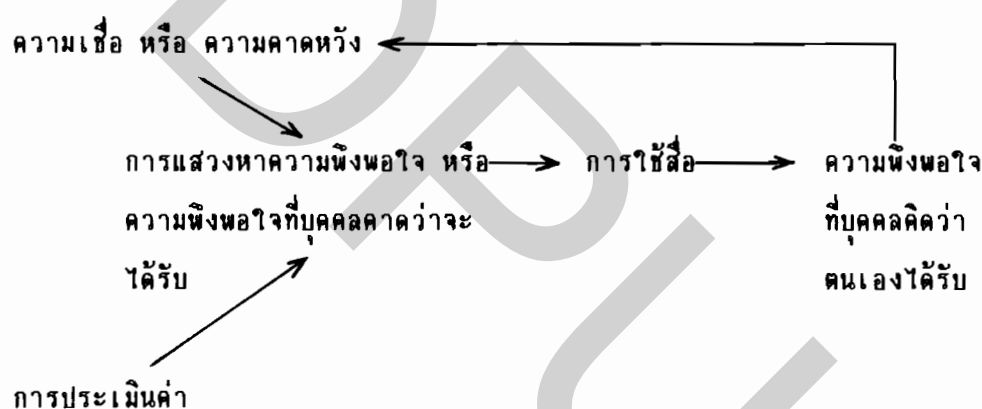 ความเชื่อ หรือ ความคาดหวัง
การแสวงหาความพึงพอใจ หรือ การใช้สื่อ ความพึงพอใจ
ความพึงพอใจที่บุคคลคาดว่าจะ ที่บุคคลคิดว่า
ได้รับ ตนเองได้รับ
การประเมินค่า
DPU